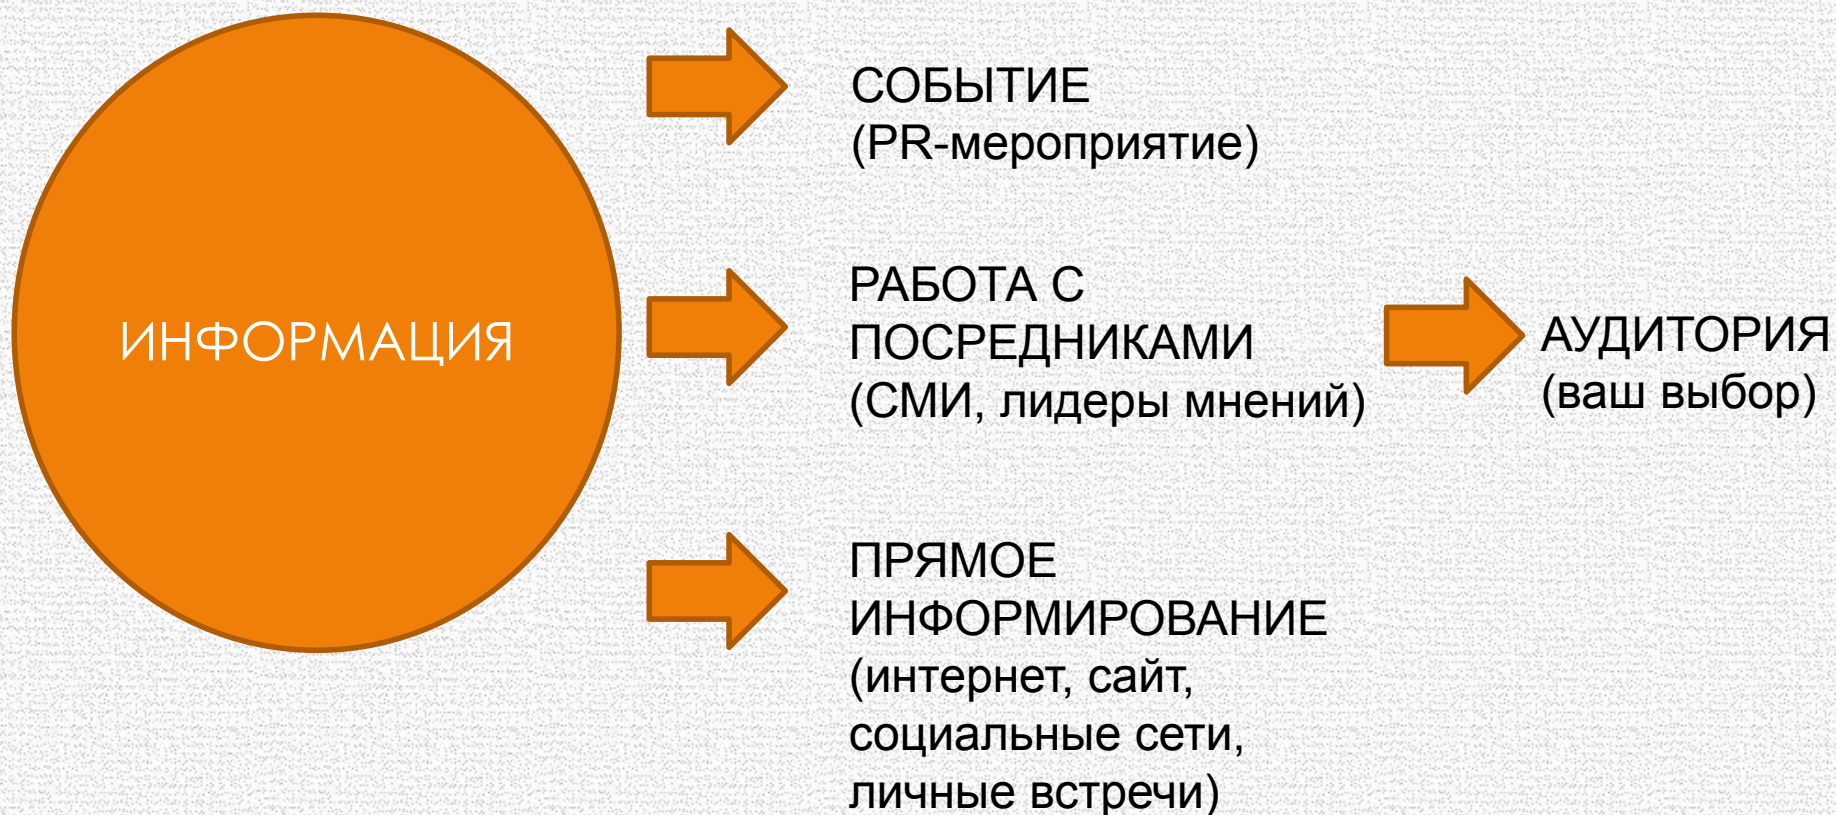 ИНФОРМАЦИЯ
СОБЫТИЕ
(PR-мероприятие)
РАБОТА С
ПОСРЕДНИКАМИ
(СМИ, лидеры мнений)
АУДИТОРИЯ
(ваш выбор)
ПРЯМОЕ
ИНФОРМИРОВАНИЕ
(интернет, сайт,
социальные сети,
личные встречи)